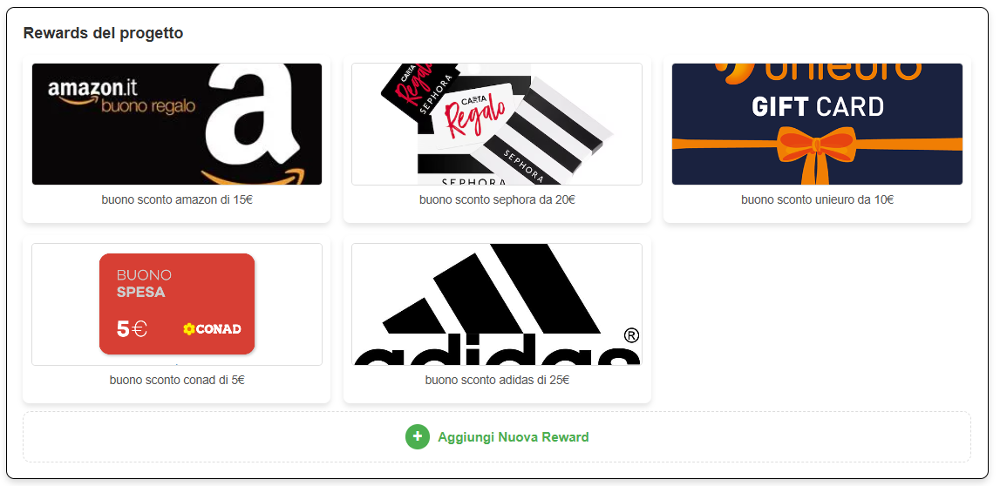 Rewards del progetto
amazon.it
buono regalo
a
buono sconto amazon di 15€
CARTA
Regalo
SEPHORA
CARTA
Regalo
SEPHORA
SEPHORA
buono sconto sephora da 20€
unieuro
GIFT CARD
buono sconto unieuro da 10€
BUONO
SPESA
5€
CONAD
buono sconto conad di 5€
adidas®
buono sconto adidas di 25€
+ Aggiungi Nuova Reward